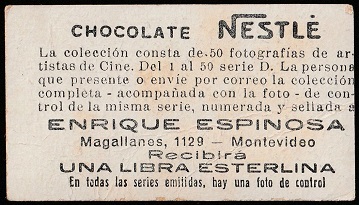 CHOCOLATE NESTLÉ
La colección consta de 50 fotografías de ar-
tistas de Cine. Del 1 al 50 serie D. La persona
que presente o envíe por correo la colección
completa - acompañada con la foto - de con-
trol de la misma serie, numerada y sellada a
ENRIQUE ESPINOSA
Magallanes, 1129 — Montevideo
Recibirá
UNA LIBRA ESTERLINA
En todas las series emitidas, hay una foto de control